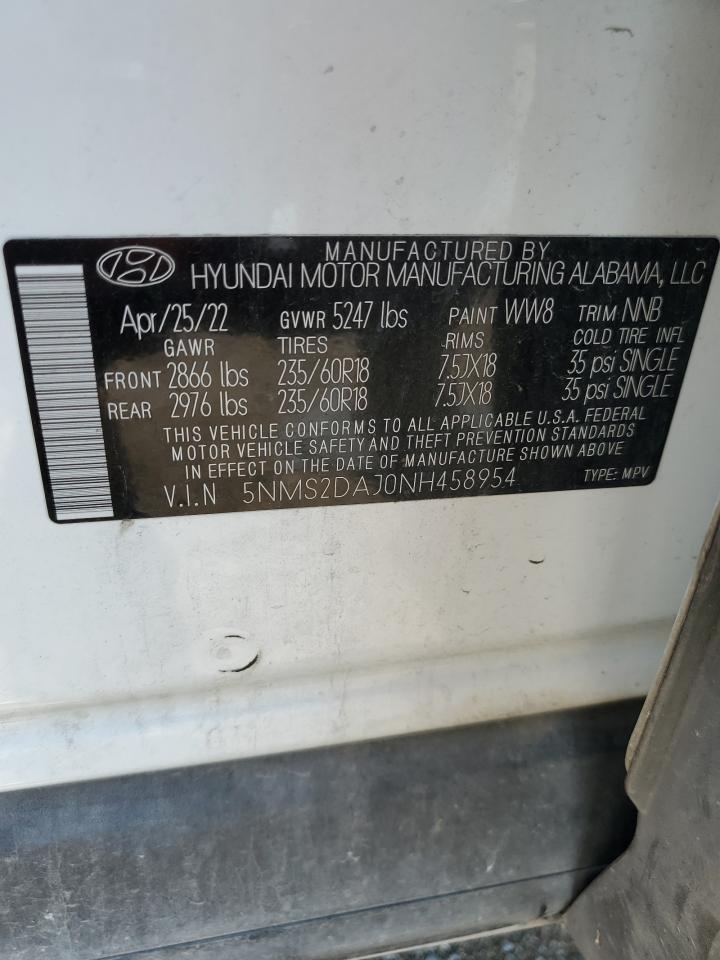 MANUFACTURED BY
HYUNDAI MOTOR MANUFACTURING ALABAMA, LLC
Apr/25/22 GVWR 5247 lbs PAINT WW8 TRIM NNB
GAWR TIRES RIMS COLD TIRE INFL
FRONT 2866 lbs 235/60R18 7.5JX18 35 psi SINGLE
REAR 2976 lbs 235/60R18 7.5JX18 35 psi SINGLE
THIS VEHICLE CONFORMS TO ALL APPLICABLE U.S.A. FEDERAL
MOTOR VEHICLE SAFETY AND THEFT PREVENTION STANDARDS
IN EFFECT ON THE DATE OF MANUFACTURE SHOWN ABOVE
V.I.N 5NMS2DAJ0NH458954 TYPE: MPV